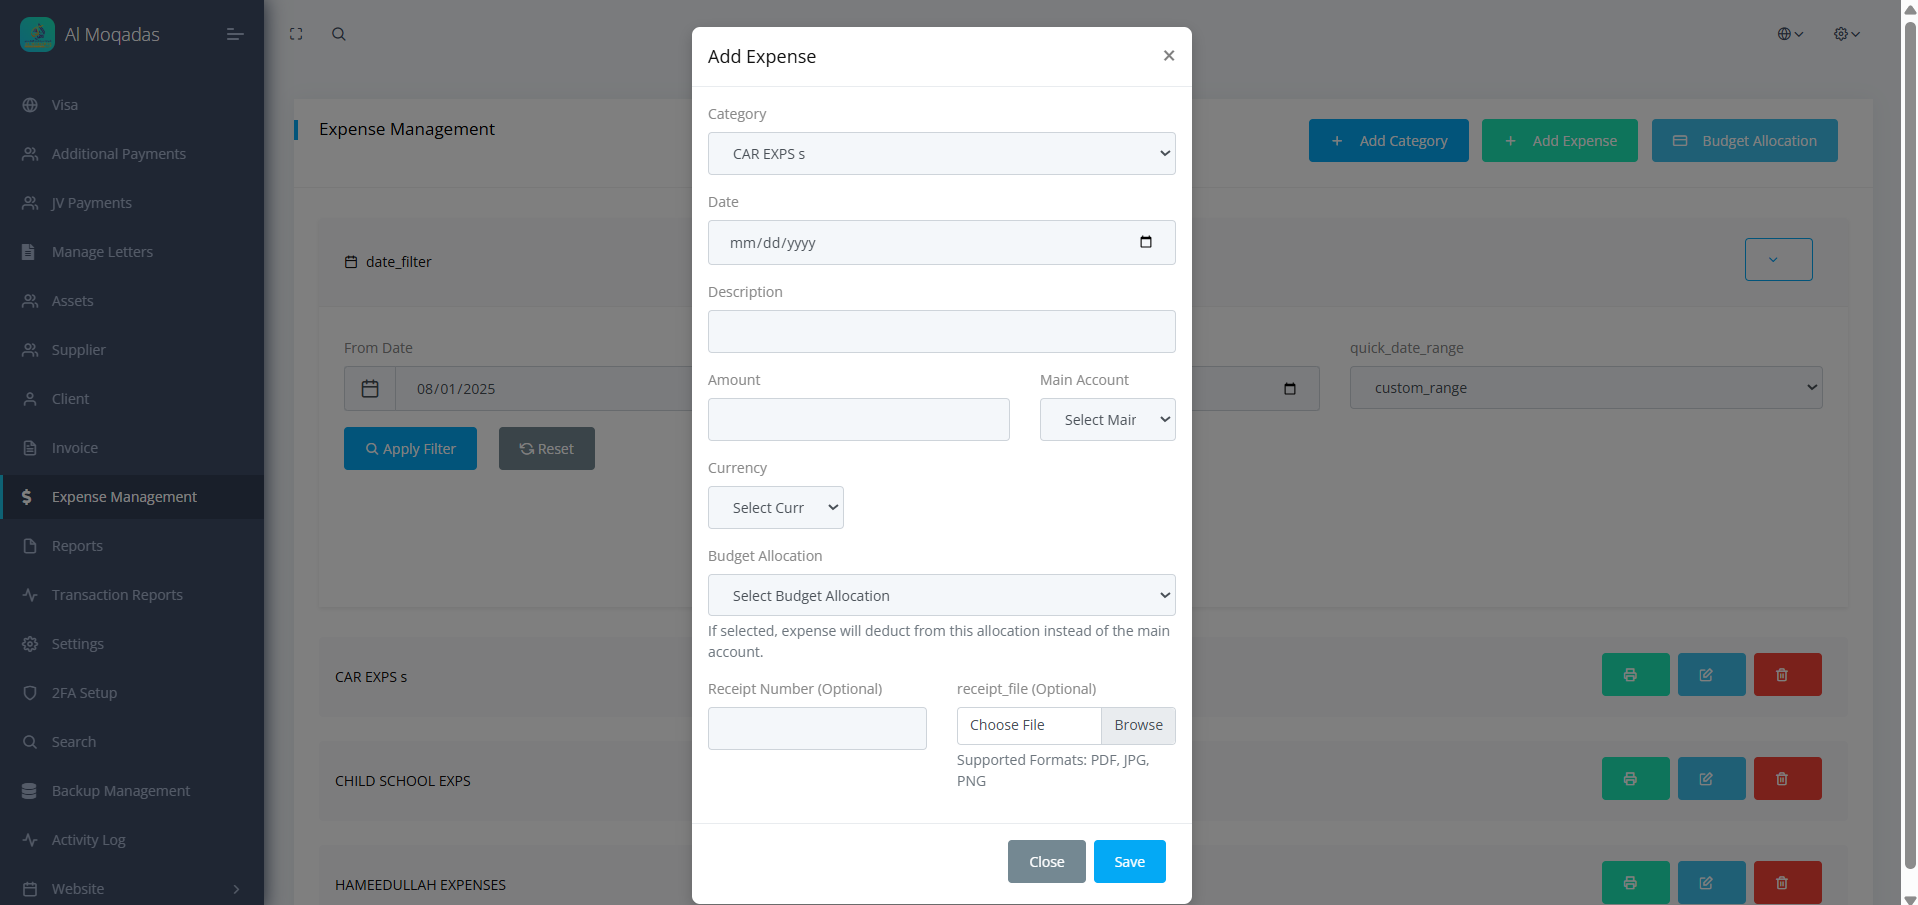 Al Moqadas
Visa
Additional Payments
JV Payments
Manage Letters
Assets
Supplier
Client
Invoice
Expense Management
Reports
Transaction Reports
Settings
2FA Setup
Search
Backup Management
Activity Log
Website
Expense Management
Add Category
Add Expense
Budget Allocation
date_filter
From Date
08/01/2025
quick_date_range
custom_range
Apply Filter
Reset
CAR EXPS s
CHILD SCHOOL EXPS
HAMEEDULLAH EXPENSES
Add Expense
×
Category
CAR EXPS s
Date
mm/dd/yyyy
Description
Amount
Main Account
Select Mair
Currency
Select Curr
Budget Allocation
Select Budget Allocation
If selected, expense will deduct from this allocation instead of the main
account.
Receipt Number (Optional)
receipt_file (Optional)
Choose File
Browse
Supported Formats: PDF, JPG,
PNG
Close
Save